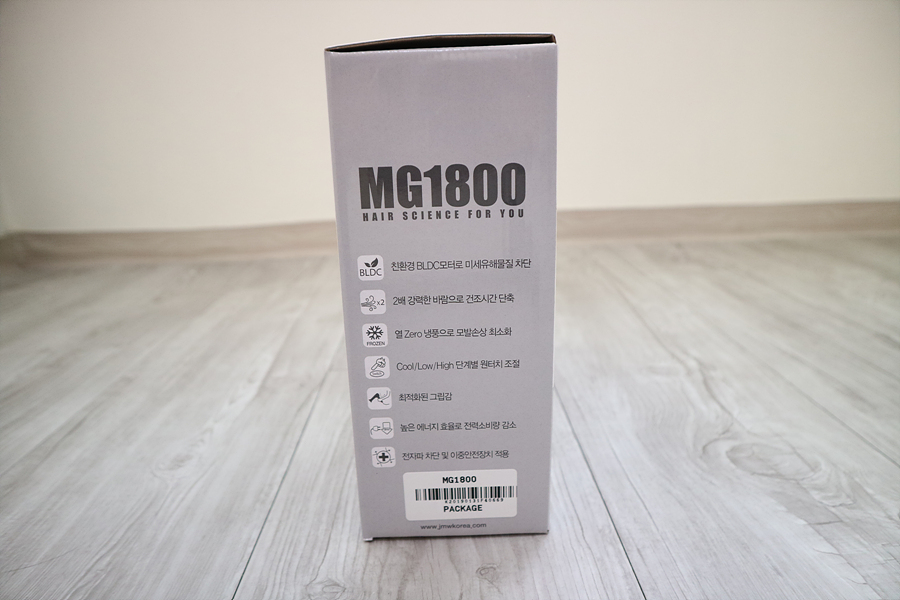 MG1800
HAIR SCIENCE FOR YOU
BLDC 친환경 BLDC모터로 미세유해물질 차단
x2 2배 강력한 바람으로 건조시간 단축
FROZEN 열 Zero 냉풍으로 모발손상 최소화
Cool/Low/High 단계별 원터치 조절
최적화된 그립감
높은 에너지 효율로 전력소비량 감소
전자파 차단 및 이중안전장치 적용
MG1800
PACKAGE
www.jmwkorea.com